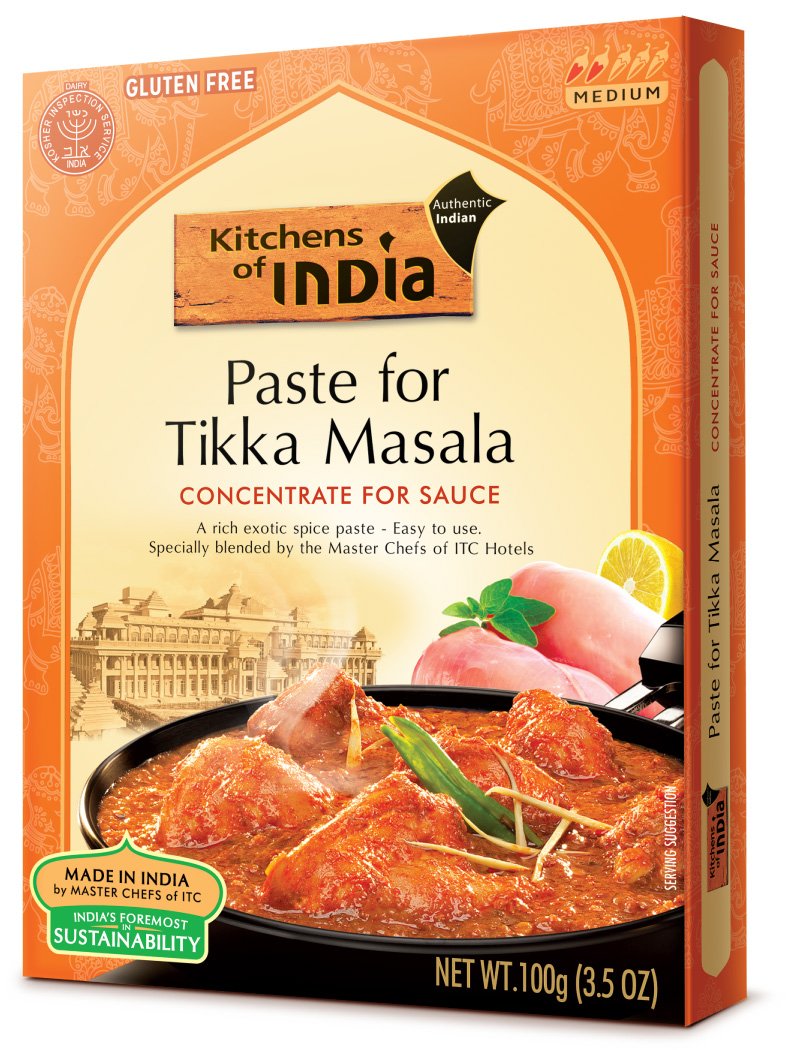 DAIRY
KOSHER INSPECTION SERVICE
כשר
א׳׳ב
INDIA
GLUTEN FREE
MEDIUM
Authentic
Indian
Kitchens
of INDIA
Paste for
Tikka Masala
CONCENTRATE FOR SAUCE
A rich exotic spice paste - Easy to use.
Specially blended by the Master Chefs of ITC Hotels
MADE IN INDIA
by MASTER CHEFS of ITC
INDIA'S FOREMOST
IN
SUSTAINABILITY
SERVING SUGGESTION
NET WT.100g (3.5 OZ)
Kitchens
of INDIA
Paste for Tikka Masala
CONCENTRATE FOR SAUCE